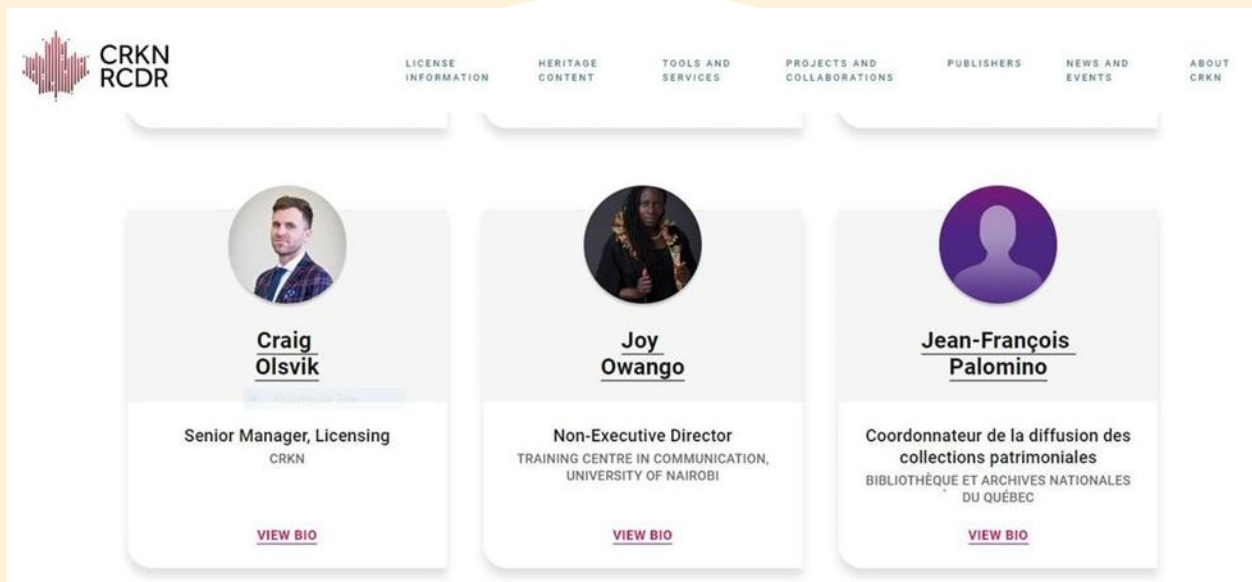 CRKN
RCDR
LICENSE
INFORMATION
HERITAGE
CONTENT
TOOLS AND
SERVICES
PROJECTS AND
COLLABORATIONS
PUBLISHERS
NEWS AND
EVENTS
ABOUT
CRKN
Craig
Olsvik
Senior Manager, Licensing
CRKN
VIEW BIO
Joy
Owango
Non-Executive Director
TRAINING CENTRE IN COMMUNICATION,
UNIVERSITY OF NAIROBI
VIEW BIO
Jean-François
Palomino
Coordonnateur de la diffusion des
collections patrimoniales
BIBLIOTHÈQUE ET ARCHIVES NATIONALES
DU QUÉBEC
VIEW BIO